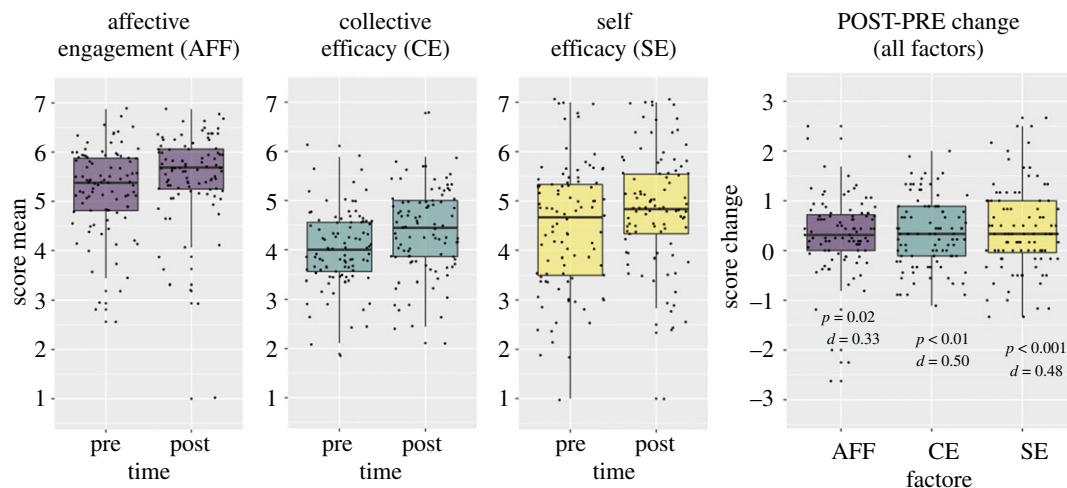 affective
engagement (AFF)
collective
efficacy (CE)
self
efficacy (SE)
POST-PRE change
(all factors)
score mean
7
6
5
4
3
2
1
pre
post
time
7
6
5
4
3
2
1
pre
post
time
7
6
5
4
3
2
1
pre
post
time
score change
3
2
1
0
−1
−2
−3
p = 0.02
d = 0.33
p < 0.01
d = 0.50
p < 0.001
d = 0.48
AFF
CE
SE
factore